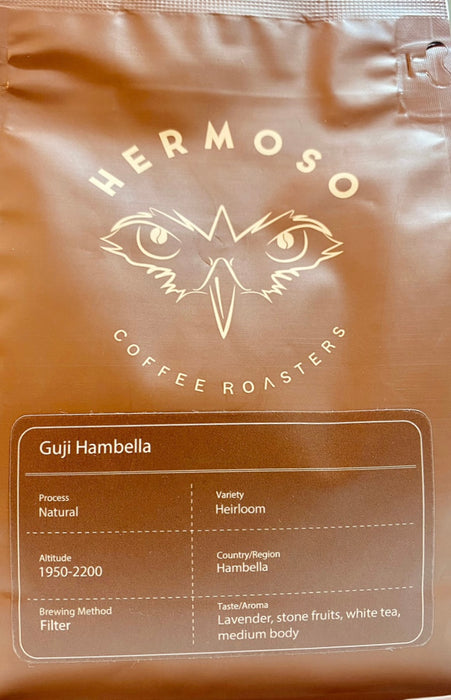 HERMOSO
COFFEE ROASTERS
Guji Hambella
Process
Natural
Variety
Heirloom
Altitude
1950-2200
Country/Region
Hambella
Brewing Method
Filter
Taste/Aroma
Lavender, stone fruits, white tea,
medium body